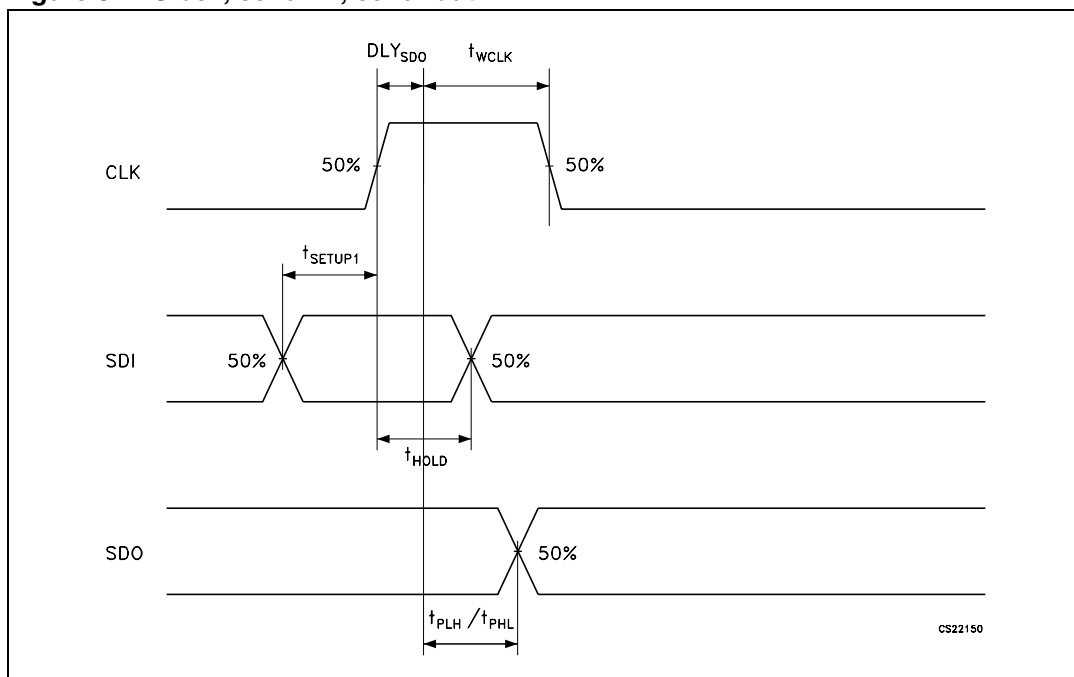 DLYSDO tWCLK
50% 50%
CLK
tSETUP1
50% 50%
SDI
tHOLD
SDO 50%
tPLH /tPHL
CS22150